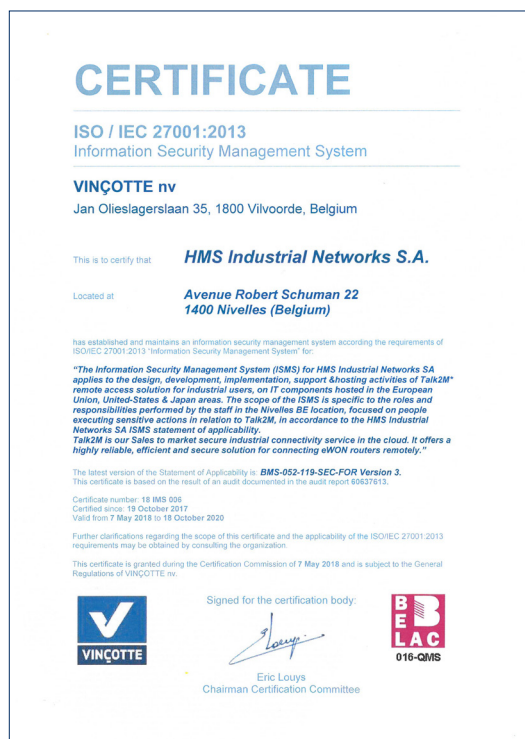 CERTIFICATE
ISO / IEC 27001:2013
Information Security Management System
VINÇOTTE nv
Jan Olieslagerslaan 35, 1800 Vilvoorde, Belgium
This is to certify that HMS Industrial Networks S.A.
Located at Avenue Robert Schuman 22
1400 Nivelles (Belgium)
has established and maintains an information security management system according the requirements of
ISO/IEC 27001:2013 "Information Security Management System" for:
"The Information Security Management System (ISMS) for HMS Industrial Networks SA
applies to the design, development, implementation, support &hosting activities of Talk2M*
remote access solution for industrial users, on IT components hosted in the European
Union, United-States & Japan areas. The scope of the ISMS is specific to the roles and
responsibilities performed by the staff in the Nivelles BE location, focused on people
executing sensitive actions in relation to Talk2M, in accordance to the HMS Industrial
Networks SA ISMS statement of applicability.
Talk2M is our Sales to market secure industrial connectivity service in the cloud. It offers a
highly reliable, efficient and secure solution for connecting eWON routers remotely."
The latest version of the Statement of Applicability is: BMS-052-119-SEC-FOR Version 3.
This certificate is based on the result of an audit documented in the audit report 60637613.
Certificate number: 18 IMS 006
Certified since: 19 October 2017
Valid from 7 May 2018 to 18 October 2020
Further clarifications regarding the scope of this certificate and the applicability of the ISO/IEC 27001:2013
requirements may be obtained by consulting the organization.
This certificate is granted during the Certification Commission of 7 May 2018 and is subject to the General
Regulations of VINÇOTTE nv.
Signed for the certification body:
VINÇOTTE
BELAC
016-QMS
Eric Louys
Chairman Certification Committee